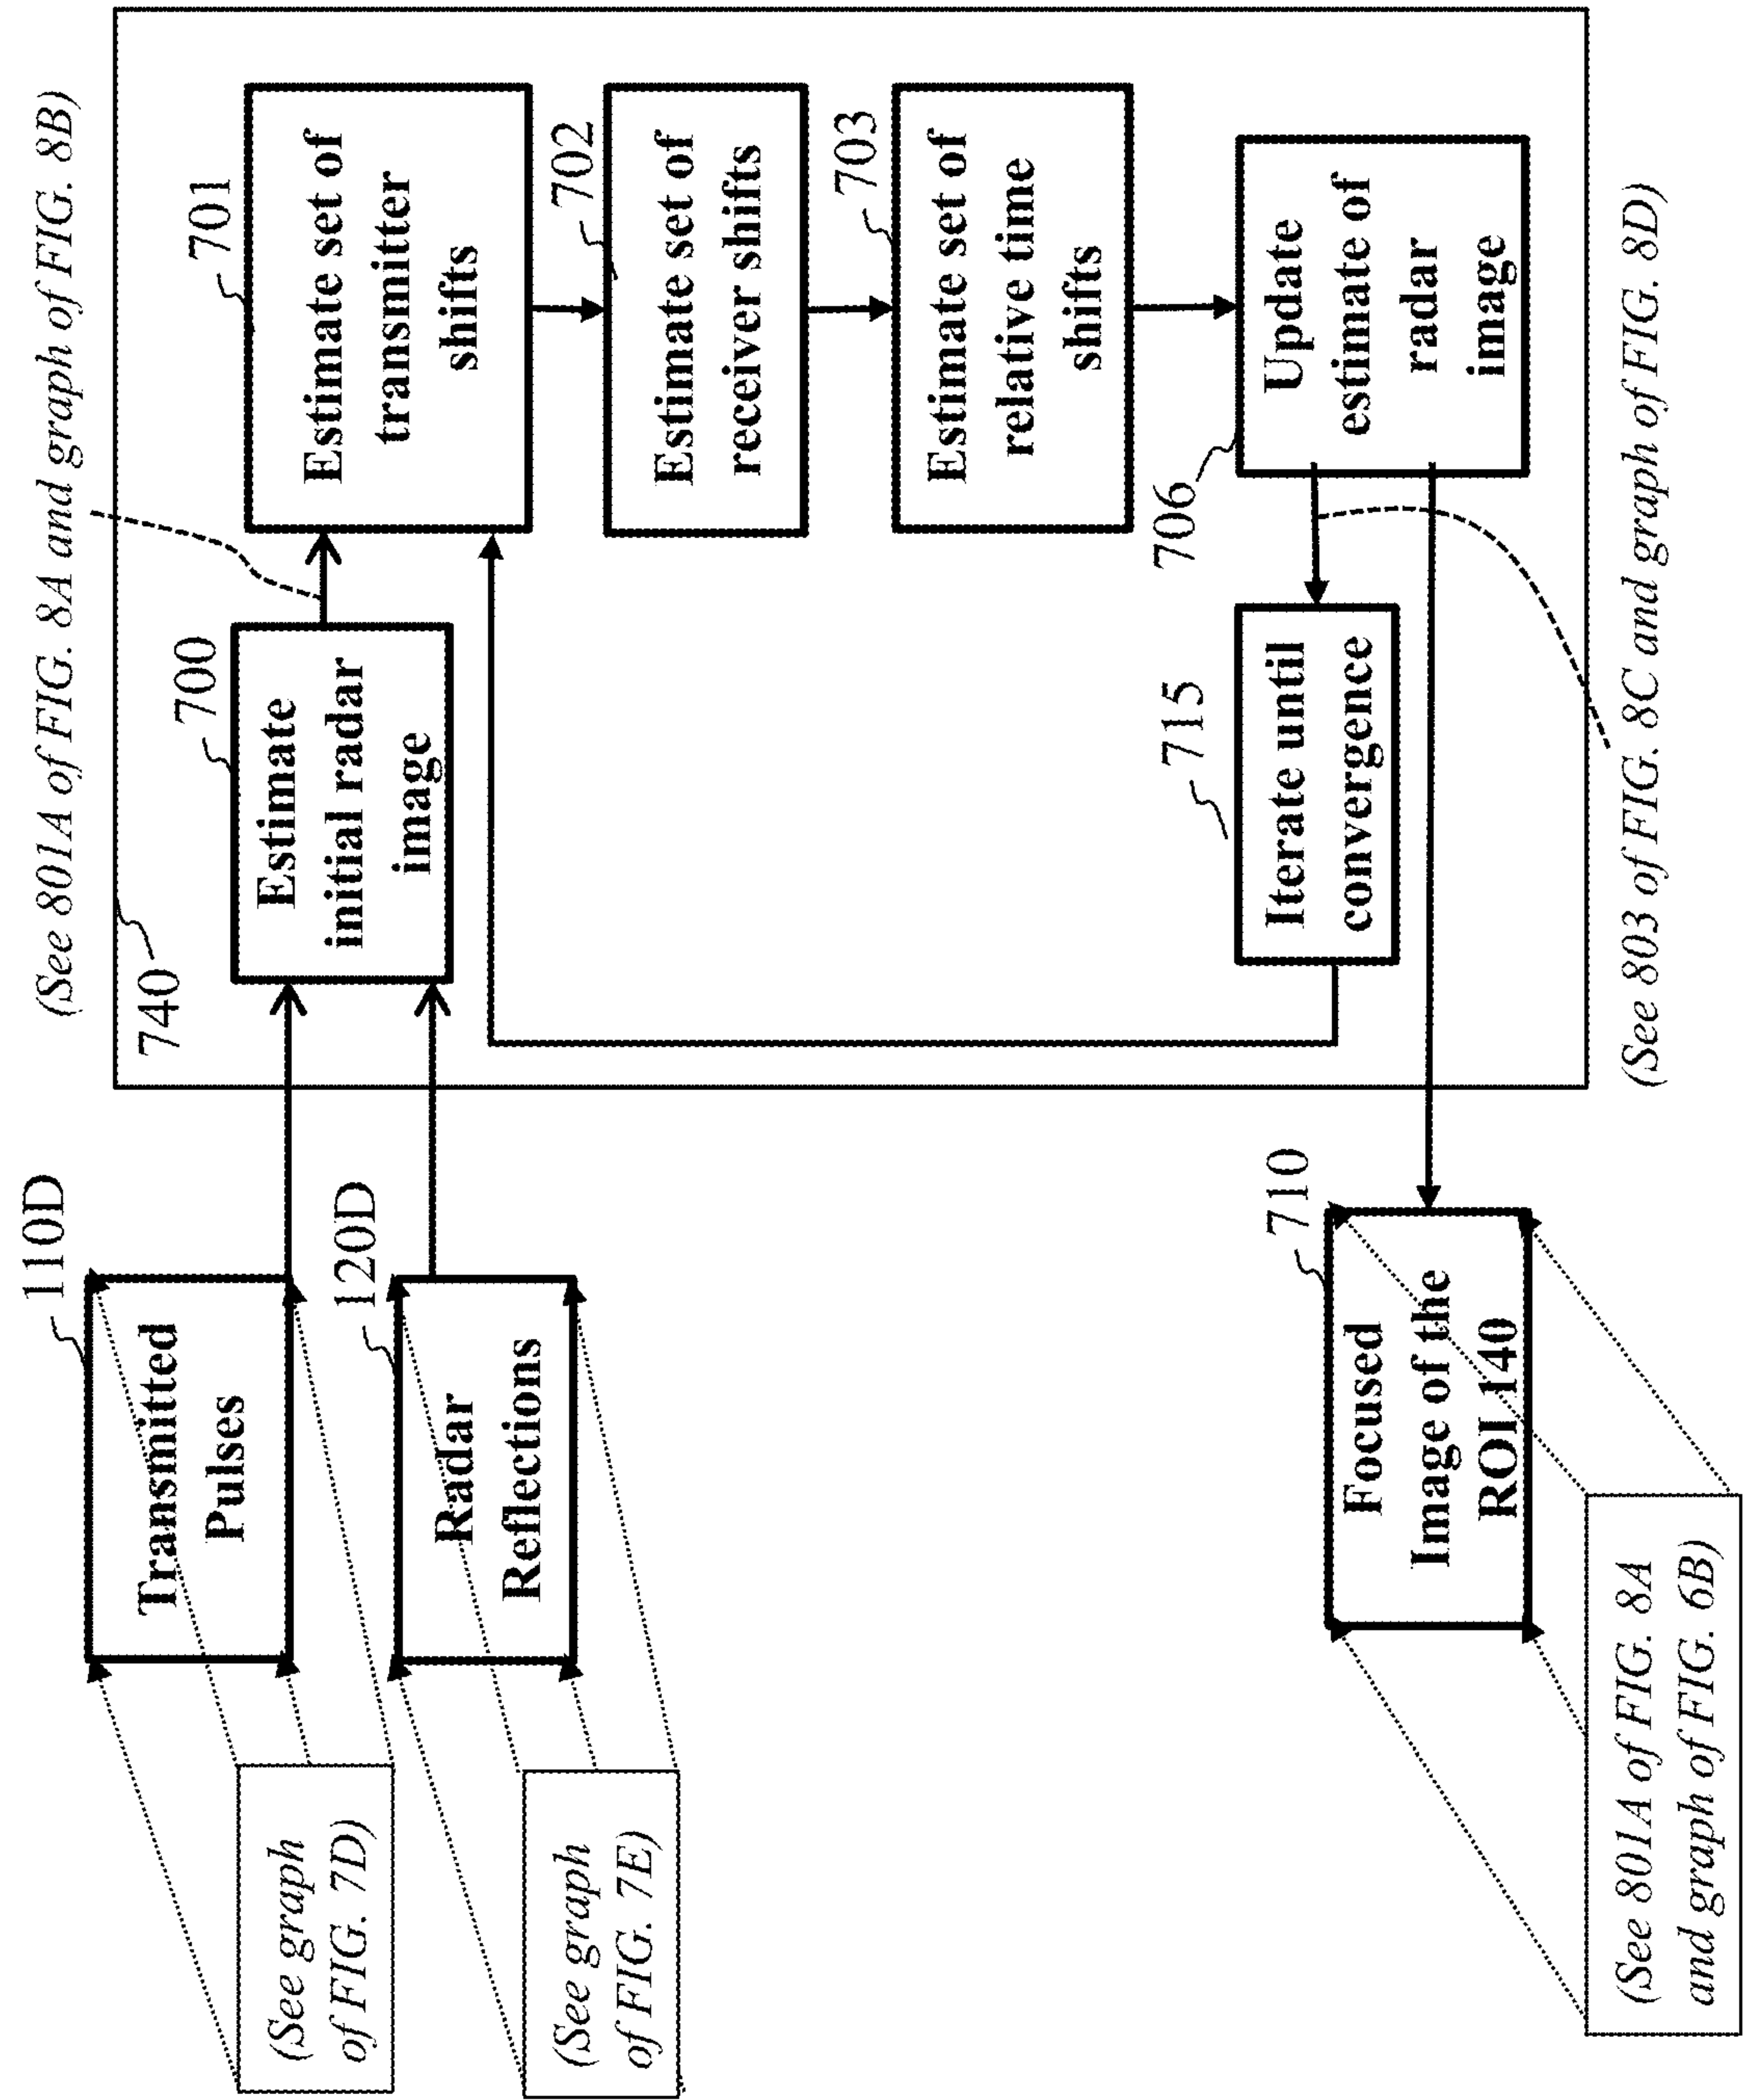 (See 801A of FIG. 8A and graph of FIG. 8B)
740
110D
Transmitted
Pulses
(See graph
of FIG. 7D)
120D
Radar
Reflections
(See graph
of FIG. 7E)
700
Estimate
initial radar
image
701
Estimate set of
transmitter
shifts
702
Estimate set of
receiver shifts
703
Estimate set of
relative time
shifts
706
Update
estimate of
radar
image
715
Iterate until
convergence
710
Focused
Image of the
ROI 140
(See 801A of FIG. 8A
and graph of FIG. 6B)
(See 803 of FIG. 8C and graph of FIG. 8D)